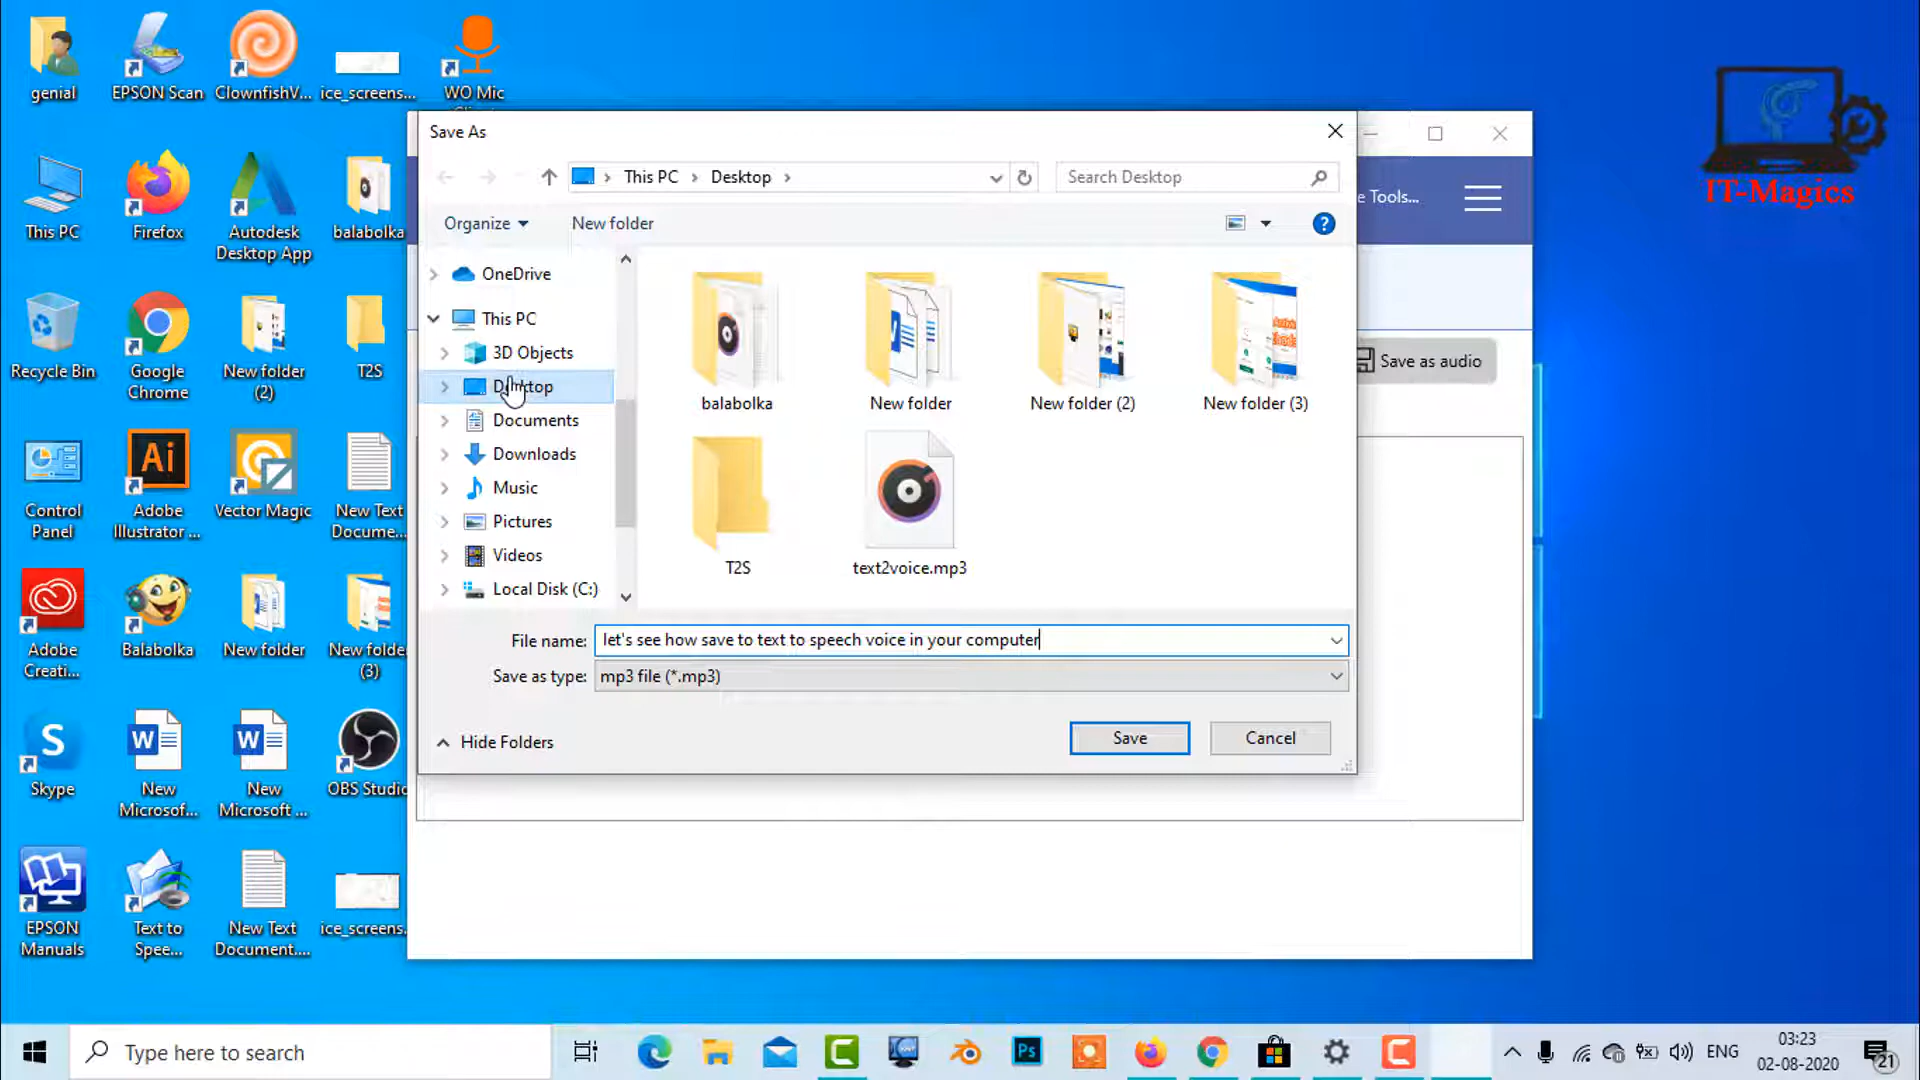 genial
EPSON Scan
ClownfishV...
ice_screens...
WO Mic
This PC
Firefox
Autodesk
Desktop App
balabolka
Recycle Bin
Google
Chrome
New folder
(2)
T2S
Control
Panel
Ai
Adobe
Illustrator ...
Vector Magic
New Text
Docume...
Adobe
Creati...
Balabolka
New folder
New folder
(3)
Skype
New
Microsof...
New
Microsoft ...
OBS Studio
EPSON
Manuals
Text to
Spee...
New Text
Document....
ice_screens.
Save As
This PC > Desktop >
Search Desktop
Organize
New folder
OneDrive
This PC
3D Objects
Desktop
Documents
Downloads
Music
Pictures
Videos
Local Disk (C:)
balabolka
New folder
New folder (2)
New folder (3)
T2S
text2voice.mp3
File name: let's see how save to text to speech voice in your computer
Save as type: mp3 file (*.mp3)
Hide Folders
Save
Cancel
e Tools...
Save as audio
IT-Magics
Type here to search
Ps
ENG
03:23
02-08-2020
21